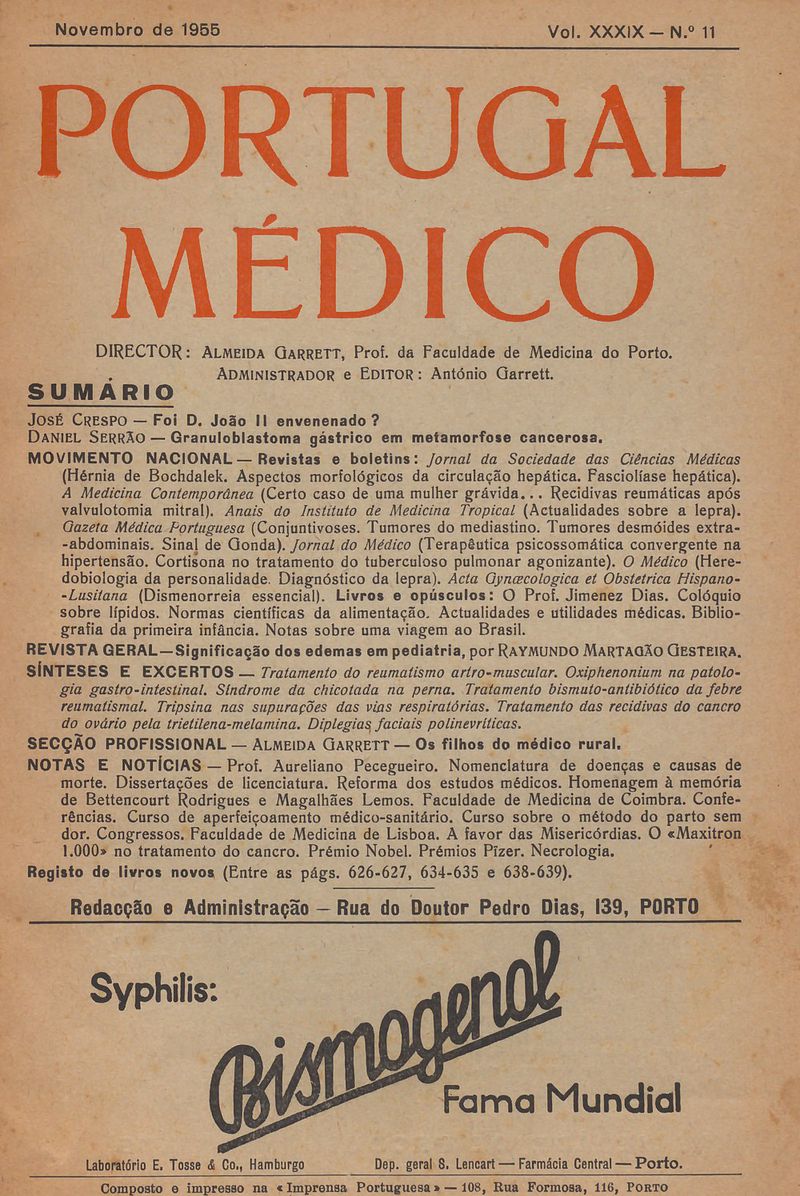 Novembro de 1955 Vol. XXXIX — N.º 11
PORTUGAL
MÉDICO
DIRECTOR: ALMEIDA GARRETT, Prof. da Faculdade de Medicina do Porto.
ADMINISTRADOR e EDITOR: António Garrett.
SUMÁRIO
JOSÉ CRESPO — Foi D. João II envenenado?
DANIEL SERRÃO — Granuloblastoma gástrico em metamorfose cancerosa.
MOVIMENTO NACIONAL — Revistas e boletins: Jornal da Sociedade das Ciências Médicas
(Hérnia de Bochdalek. Aspectos morfológicos da circulação hepática. Fasciolíase hepática).
A Medicina Contemporânea (Certo caso de uma mulher grávida... Recidivas reumáticas após
valvulotomia mitral). Anais do Instituto de Medicina Tropical (Actualidades sobre a lepra).
Gazeta Médica Portuguesa (Conjuntivoses. Tumores do mediastino. Tumores desmóides extra-
-abdominais. Sinal de Gonda). Jornal do Médico (Terapêutica psicossomática convergente na
hipertensão. Cortisona no tratamento do tuberculoso pulmonar agonizante). O Médico (Here-
dobiologia da personalidade. Diagnóstico da lepra). Acta Gynæcologica et Obstetrica Hispano-
-Lusitana (Dismenorreia essencial). Livros e opúsculos: O Prof. Jimenez Dias. Colóquio
sobre lípidos. Normas científicas da alimentação. Actualidades e utilidades médicas. Biblio-
grafia da primeira infância. Notas sobre uma viagem ao Brasil.
REVISTA GERAL—Significação dos edemas em pediatria, por RAYMUNDO MARTAGÃO GESTEIRA.
SÍNTESES E EXCERTOS — Tratamento do reumatismo artro-muscular. Oxiphenonium na patolo-
gia gastro-intestinal. Síndrome da chicotada na perna. Tratamento bismuto-antibiótico da febre
reumatismal. Tripsina nas supurações das vias respiratórias. Tratamento das recidivas do cancro
do ovário pela trietilena-melamina. Diplegias faciais polinevríticas.
SECÇÃO PROFISSIONAL — ALMEIDA GARRETT — Os filhos do médico rural.
NOTAS E NOTÍCIAS — Prof. Aureliano Pecegueiro. Nomenclatura de doenças e causas de
morte. Dissertações de licenciatura. Reforma dos estudos médicos. Homenagem à memória
de Bettencourt Rodrigues e Magalhães Lemos. Faculdade de Medicina de Coimbra. Confe-
rências. Curso de aperfeiçoamento médico-sanitário. Curso sobre o método do parto sem
dor. Congressos. Faculdade de Medicina de Lisboa. A favor das Misericórdias. O «Maxitron
1.000» no tratamento do cancro. Prémio Nobel. Prémios Pfizer. Necrologia.
Registo de livros novos (Entre as págs. 626-627, 634-635 e 638-639).
Redacção e Administração — Rua do Doutor Pedro Dias, 139, PORTO
Syphilis:
Bismogenol
Fama Mundial
Laboratório E. Tosse & Co., Hamburgo Dep. geral S. Lencart — Farmácia Central — Porto.
Composto e impresso na «Imprensa Portuguesa» — 108, Rua Formosa, 116, PORTO